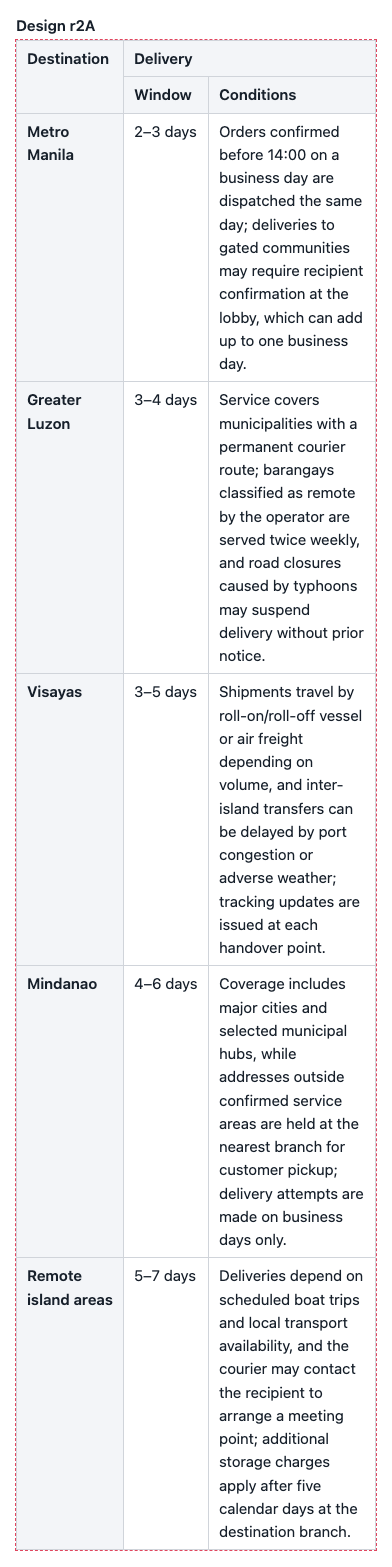 Design r2A
Destination
Delivery
Window
Conditions
Metro
Manila
2–3 days
Orders confirmed
before 14:00 on a
business day are
dispatched the same
day; deliveries to
gated communities
may require recipient
confirmation at the
lobby, which can add
up to one business
day.
Greater
Luzon
3–4 days
Service covers
municipalities with a
permanent courier
route; barangays
classified as remote
by the operator are
served twice weekly,
and road closures
caused by typhoons
may suspend
delivery without prior
notice.
Visayas
3–5 days
Shipments travel by
roll-on/roll-off vessel
or air freight
depending on
volume, and inter-
island transfers can
be delayed by port
congestion or
adverse weather;
tracking updates are
issued at each
handover point.
Mindanao
4–6 days
Coverage includes
major cities and
selected municipal
hubs, while
addresses outside
confirmed service
areas are held at the
nearest branch for
customer pickup;
delivery attempts are
made on business
days only.
Remote
island areas
5–7 days
Deliveries depend on
scheduled boat trips
and local transport
availability, and the
courier may contact
the recipient to
arrange a meeting
point; additional
storage charges
apply after five
calendar days at the
destination branch.